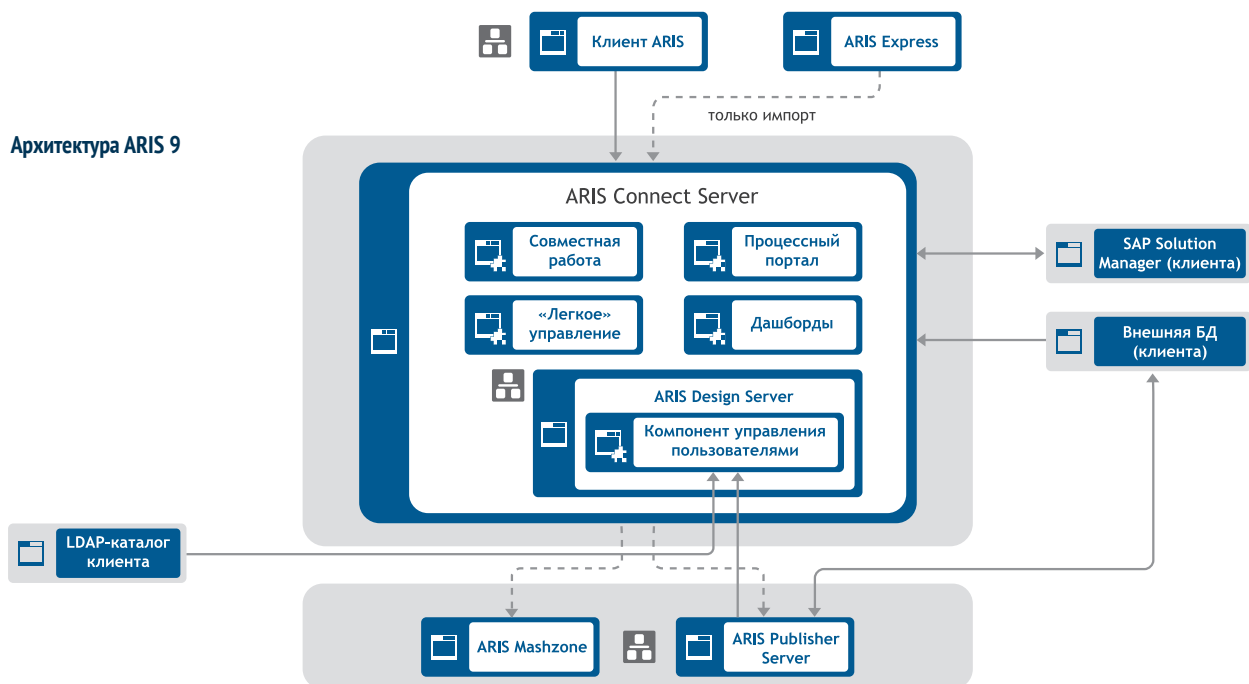 Клиент ARIS
ARIS Express
только импорт
Архитектура ARIS 9
ARIS Connect Server
Совместная
работа
Процессный
портал
SAP Solution
Manager (клиента)
«Легкое»
управление
Дашборды
Внешняя БД
(клиента)
ARIS Design Server
Компонент управления
пользователями
LDAP-каталог
клиента
ARIS Mashzone
ARIS Publisher
Server